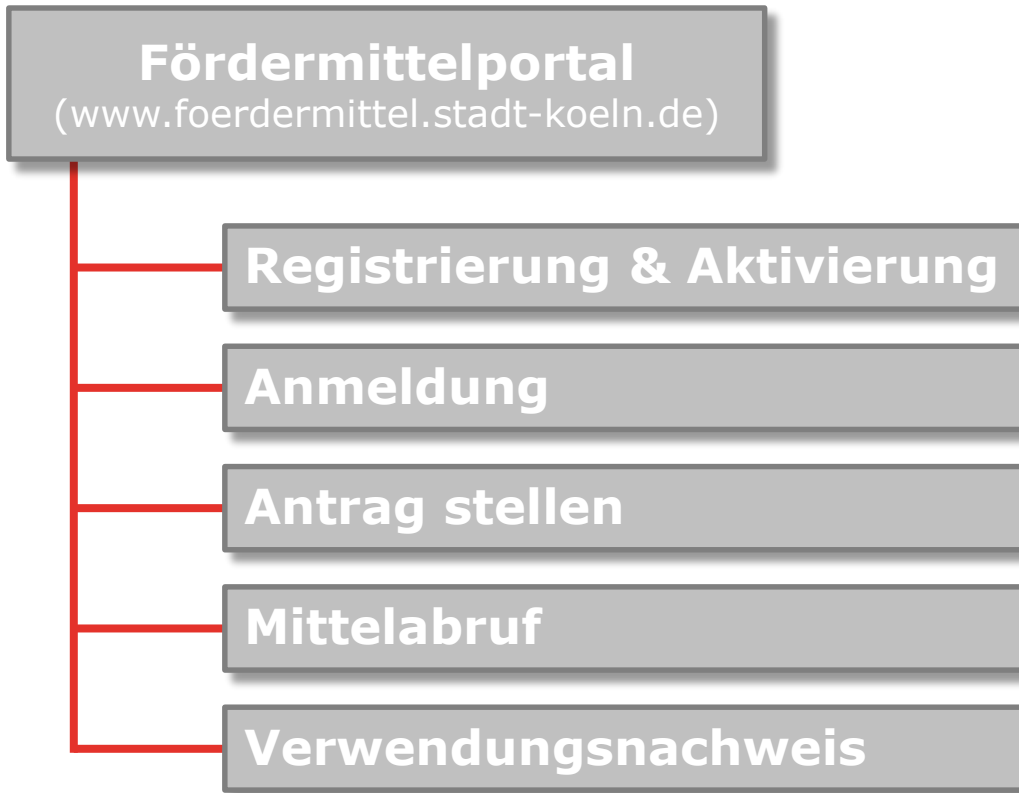 Fördermittelportal
(www.foerdermittel.stadt-koeln.de)
Registrierung & Aktivierung
Anmeldung
Antrag stellen
Mittelabruf
Verwendungsnachweis